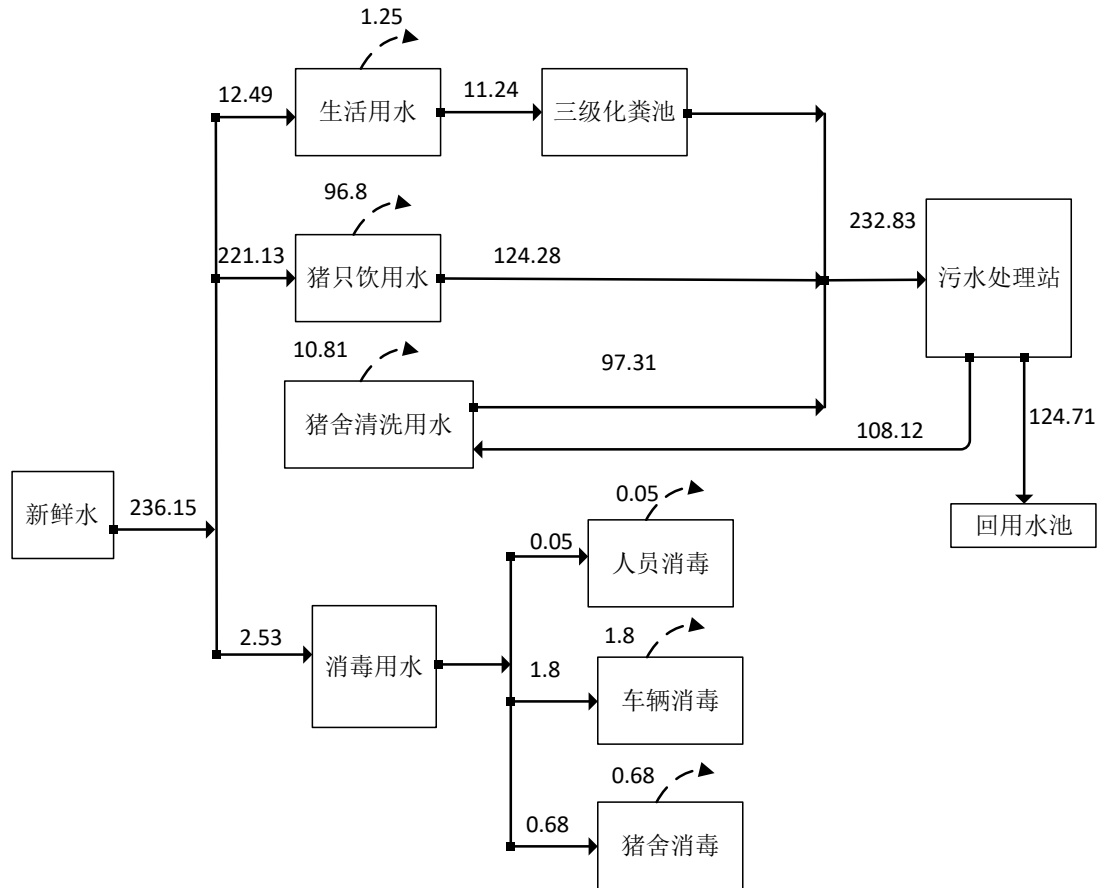 1.25
12.49
生活用水
11.24
三级化粪池
96.8
221.13
猪只饮用水
124.28
232.83
污水处理站
10.81
97.31
猪舍清洗用水
108.12
124.71
新鲜水
236.15
0.05
回用水池
0.05
人员消毒
2.53
消毒用水
1.8
1.8
车辆消毒
0.68
0.68
猪舍消毒